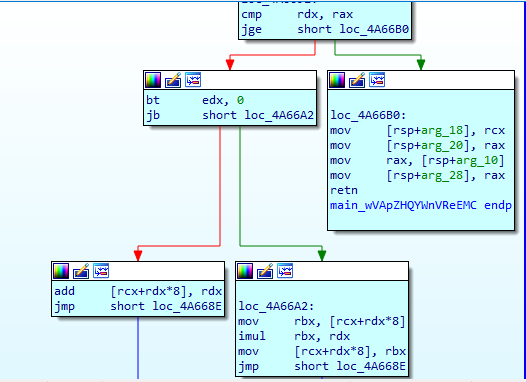 cmp     rdx, rax
jge     short loc_4A66B0
bt      edx, 0
jb      short loc_4A66A2
loc_4A66B0:
mov     [rsp+arg_18], rcx
mov     [rsp+arg_20], rax
mov     rax, [rsp+arg_10]
mov     [rsp+arg_28], rax
retn
main_wVApZHQYWnVReEMC endp
add     [rcx+rdx*8], rdx
jmp     short loc_4A668E
loc_4A66A2:
mov     rbx, [rcx+rdx*8]
imul    rbx, rdx
mov     [rcx+rdx*8], rbx
jmp     short loc_4A668E